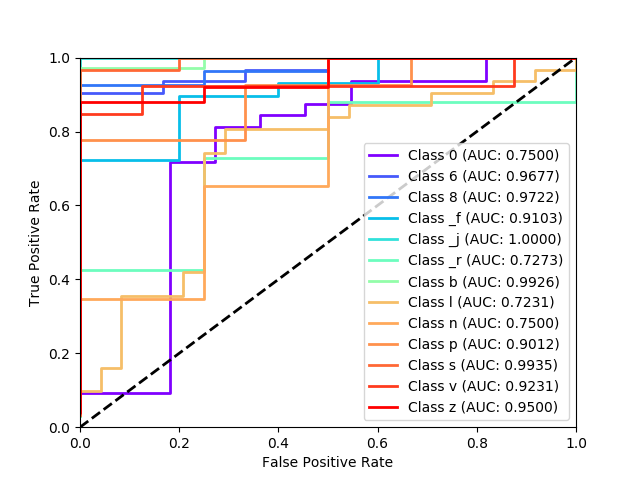 1.0
0.8
0.6
0.4
0.2
0.0
True Positive Rate
Class 0 (AUC: 0.7500)
Class 6 (AUC: 0.9677)
Class 8 (AUC: 0.9722)
Class _f (AUC: 0.9103)
Class _j (AUC: 1.0000)
Class _r (AUC: 0.7273)
Class b (AUC: 0.9926)
Class l (AUC: 0.7231)
Class n (AUC: 0.7500)
Class p (AUC: 0.9012)
Class s (AUC: 0.9935)
Class v (AUC: 0.9231)
Class z (AUC: 0.9500)
0.0 0.2 0.4 0.6 0.8 1.0
False Positive Rate